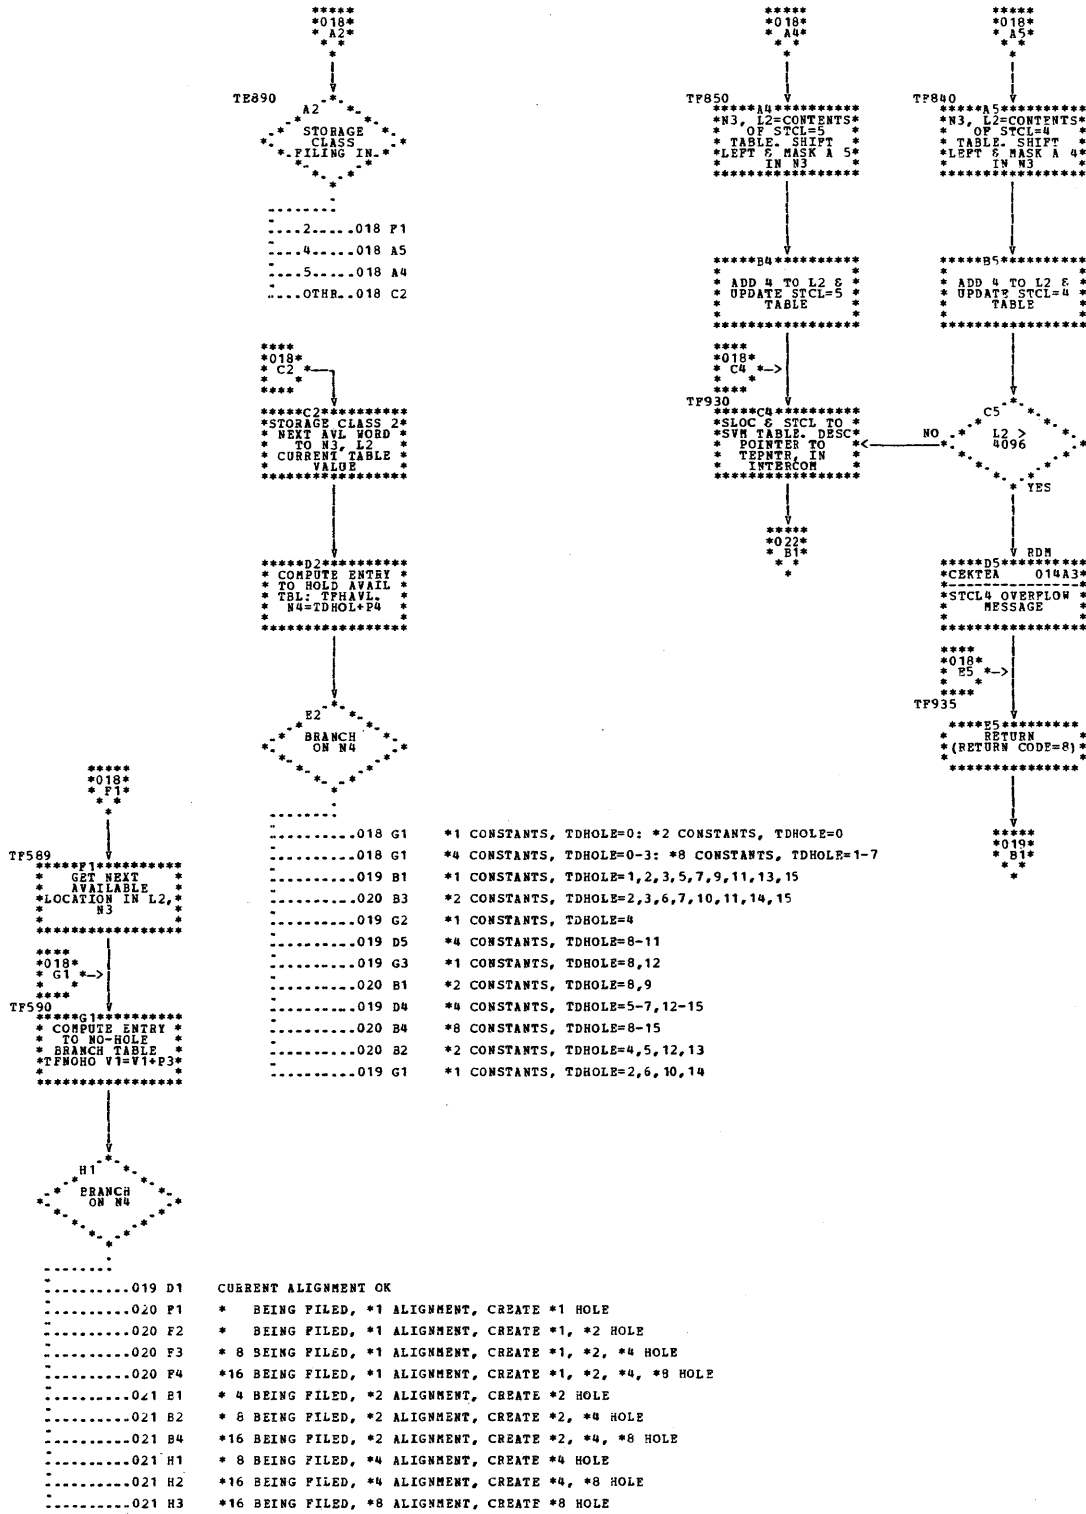 *018*
A2
TE890
A2
STORAGE
CLASS
FILING IN
....2.....018 F1
....4.....018 A5
....5.....018 A4
....OTHR..018 C2
*018*
C2
*****C2**********
*STORAGE CLASS 2*
* NEXT AVL WORD *
* TO N3, L2 *
* CURRENT TABLE *
* VALUE *
*****D2**********
* COMPUTE ENTRY *
* TO HOLD AVAIL *
* TBL: TFHAVL. *
* N4=TDHOL+P4 *
E2
BRANCH
ON N4
..........018 G1 *1 CONSTANTS, TDHOLE=0: *2 CONSTANTS, TDHOLE=0
..........018 G1 *4 CONSTANTS, TDHOLE=0-3: *8 CONSTANTS, TDHOLE=1-7
..........019 B1 *1 CONSTANTS, TDHOLE=1,2,3,5,7,9,11,13,15
..........020 B3 *2 CONSTANTS, TDHOLE=2,3,6,7,10,11,14,15
..........019 G2 *1 CONSTANTS, TDHOLE=4
..........019 D5 *4 CONSTANTS, TDHOLE=8-11
..........019 G3 *1 CONSTANTS, TDHOLE=8,12
..........020 B1 *2 CONSTANTS, TDHOLE=8,9
..........019 D4 *4 CONSTANTS, TDHOLE=5-7,12-15
..........020 B4 *8 CONSTANTS, TDHOLE=8-15
..........020 B2 *2 CONSTANTS, TDHOLE=4,5,12,13
..........019 G1 *1 CONSTANTS, TDHOLE=2,6,10,14
*018*
A4
TF850
*****A4**********
*N3, L2=CONTENTS*
* OF STCL=5 *
* TABLE. SHIFT *
*LEFT & MASK A 5*
* IN N3 *
*****B4**********
* ADD 4 TO L2 & *
* UPDATE STCL=5 *
* TABLE *
*018*
* C4 *-->
TF930
*****C4**********
*SLOC & STCL TO *
*SVM TABLE. DESC*
* POINTER TO *
* TEPNTR, IN *
* INTERCOM *
*022*
* B1*
*018*
A5
TF840
*****A5**********
*N3, L2=CONTENTS*
* OF STCL=4 *
* TABLE. SHIFT *
*LEFT & MASK A 4*
* IN N3 *
*****B5**********
* ADD 4 TO L2 & *
* UPDATE STCL=4 *
* TABLE *
C5
L2 >
4096
NO
YES
RDM
*****D5**********
*CEKTEA 014A3*
*STCL4 OVERFLOW *
* MESSAGE *
*018*
* E5 *-->
TF935
****E5*********
* RETURN *
*(RETURN CODE=8)*
*019*
* B1*
*018*
* F1*
TF589
*****F1**********
* GET NEXT *
* AVAILABLE *
*LOCATION IN L2,*
* N3 *
*018*
* G1 *-->
TF590
*****G1**********
* COMPUTE ENTRY *
* TO NO-HOLE *
* BRANCH TABLE *
*TFNOHO V1=V1+P3*
H1
BRANCH
ON N4
..........019 D1 CURRENT ALIGNMENT OK
..........020 F1 * BEING FILED, *1 ALIGNMENT, CREATE *1 HOLE
..........020 F2 * BEING FILED, *1 ALIGNMENT, CREATE *1, *2 HOLE
..........020 F3 * 8 BEING FILED, *1 ALIGNMENT, CREATE *1, *2, *4 HOLE
..........020 F4 *16 BEING FILED, *1 ALIGNMENT, CREATE *1, *2, *4, *8 HOLE
..........021 B1 * 4 BEING FILED, *2 ALIGNMENT, CREATE *2 HOLE
..........021 B2 * 8 BEING FILED, *2 ALIGNMENT, CREATE *2, *4 HOLE
..........021 B4 *16 BEING FILED, *2 ALIGNMENT, CREATE *2, *4, *8 HOLE
..........021 H1 * 8 BEING FILED, *4 ALIGNMENT, CREATE *4 HOLE
..........021 H2 *16 BEING FILED, *4 ALIGNMENT, CREATE *4, *8 HOLE
..........021 H3 *16 BEING FILED, *8 ALIGNMENT, CREATE *8 HOLE